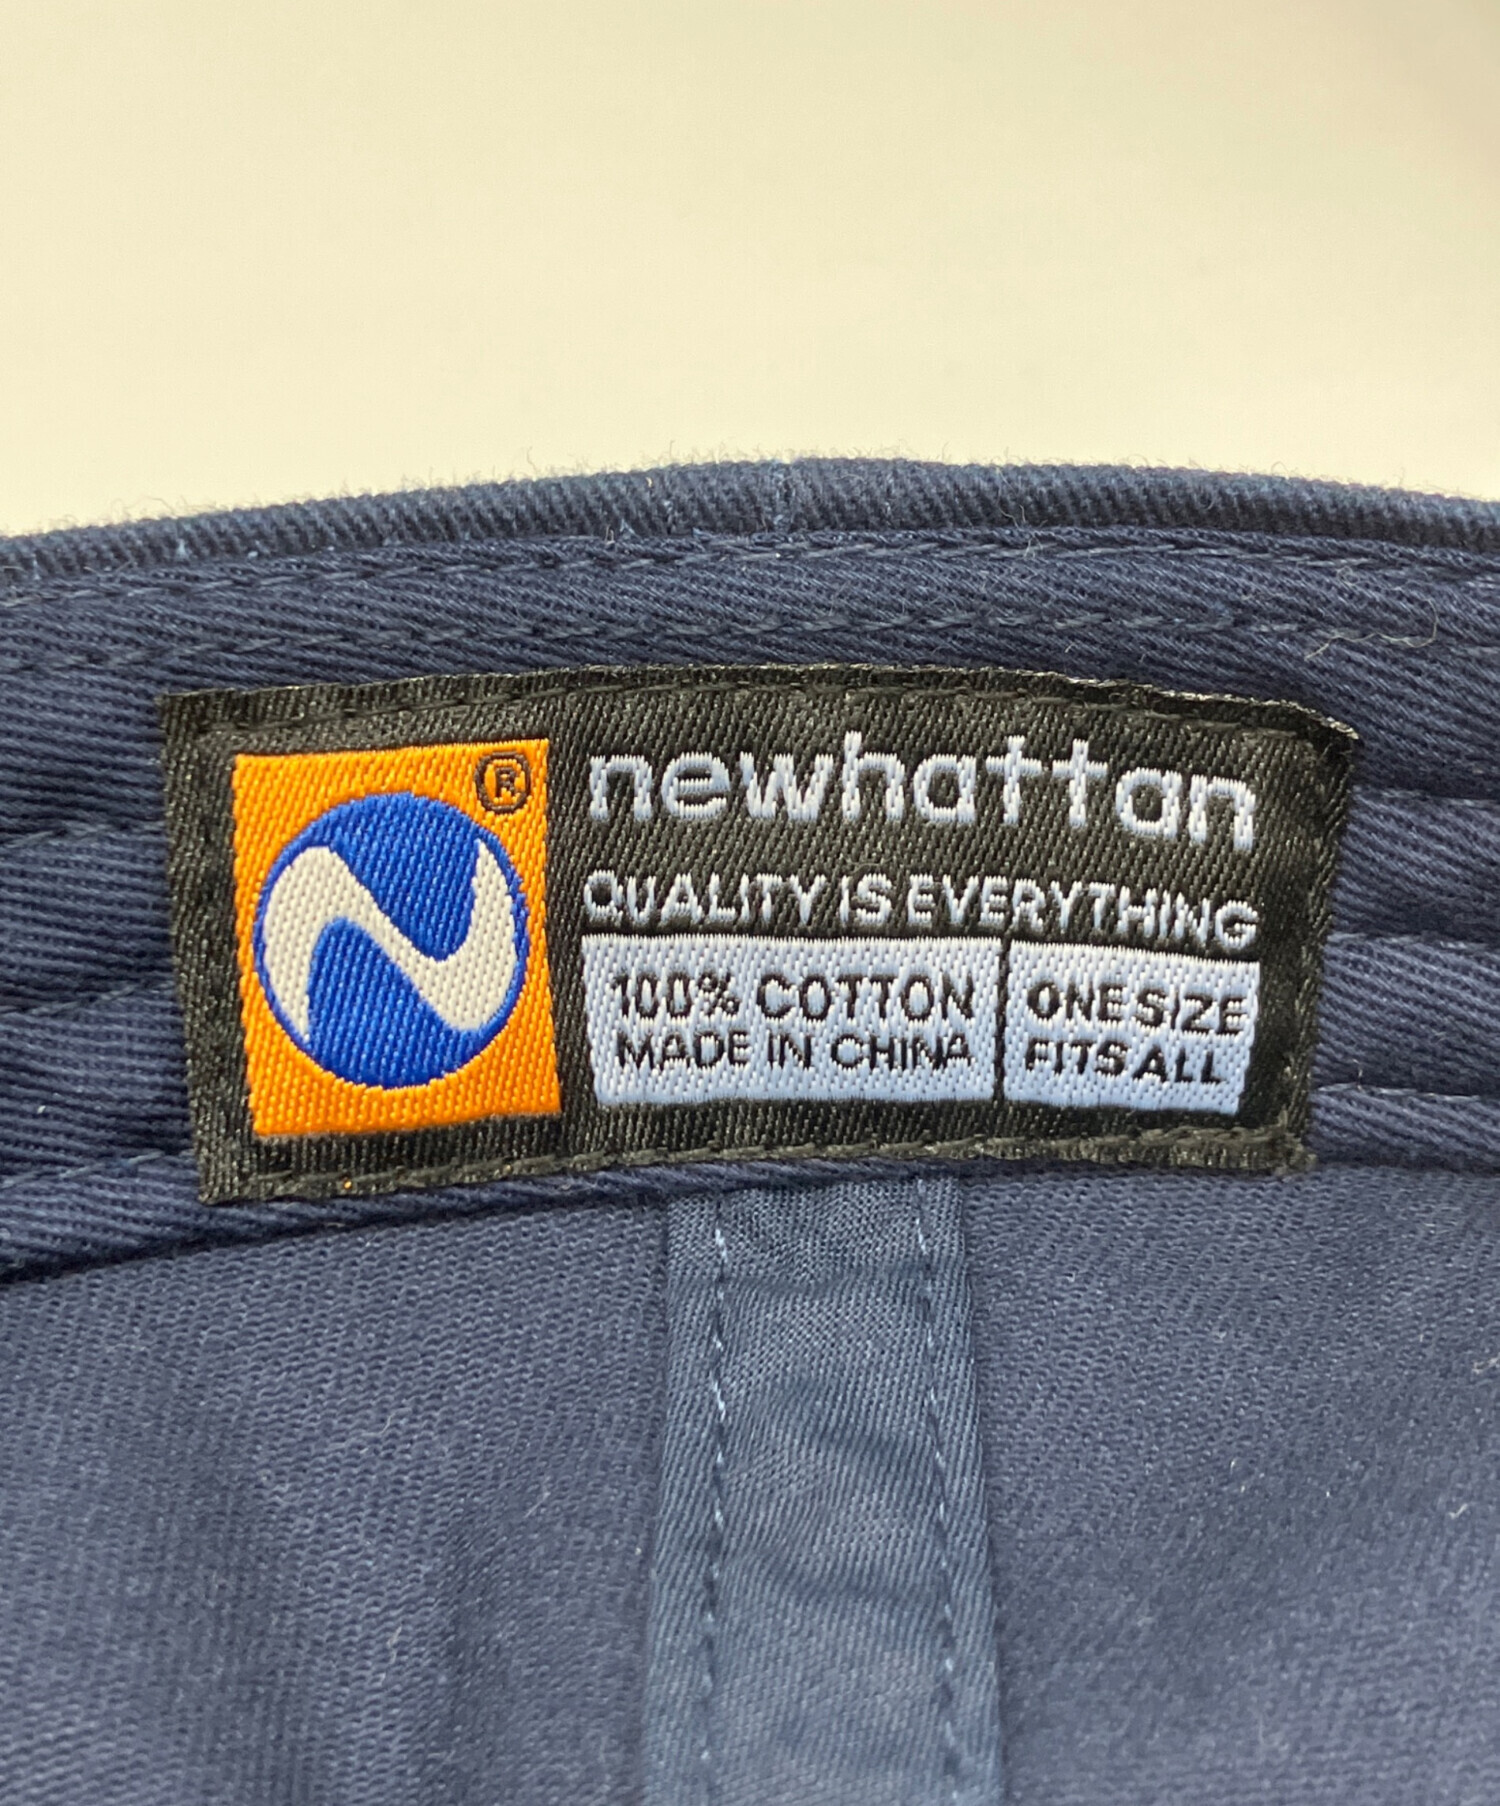 ®
newhattan
QUALITY IS EVERYTHING
100% COTTON
MADE IN CHINA
ONE SIZE
FITS ALL